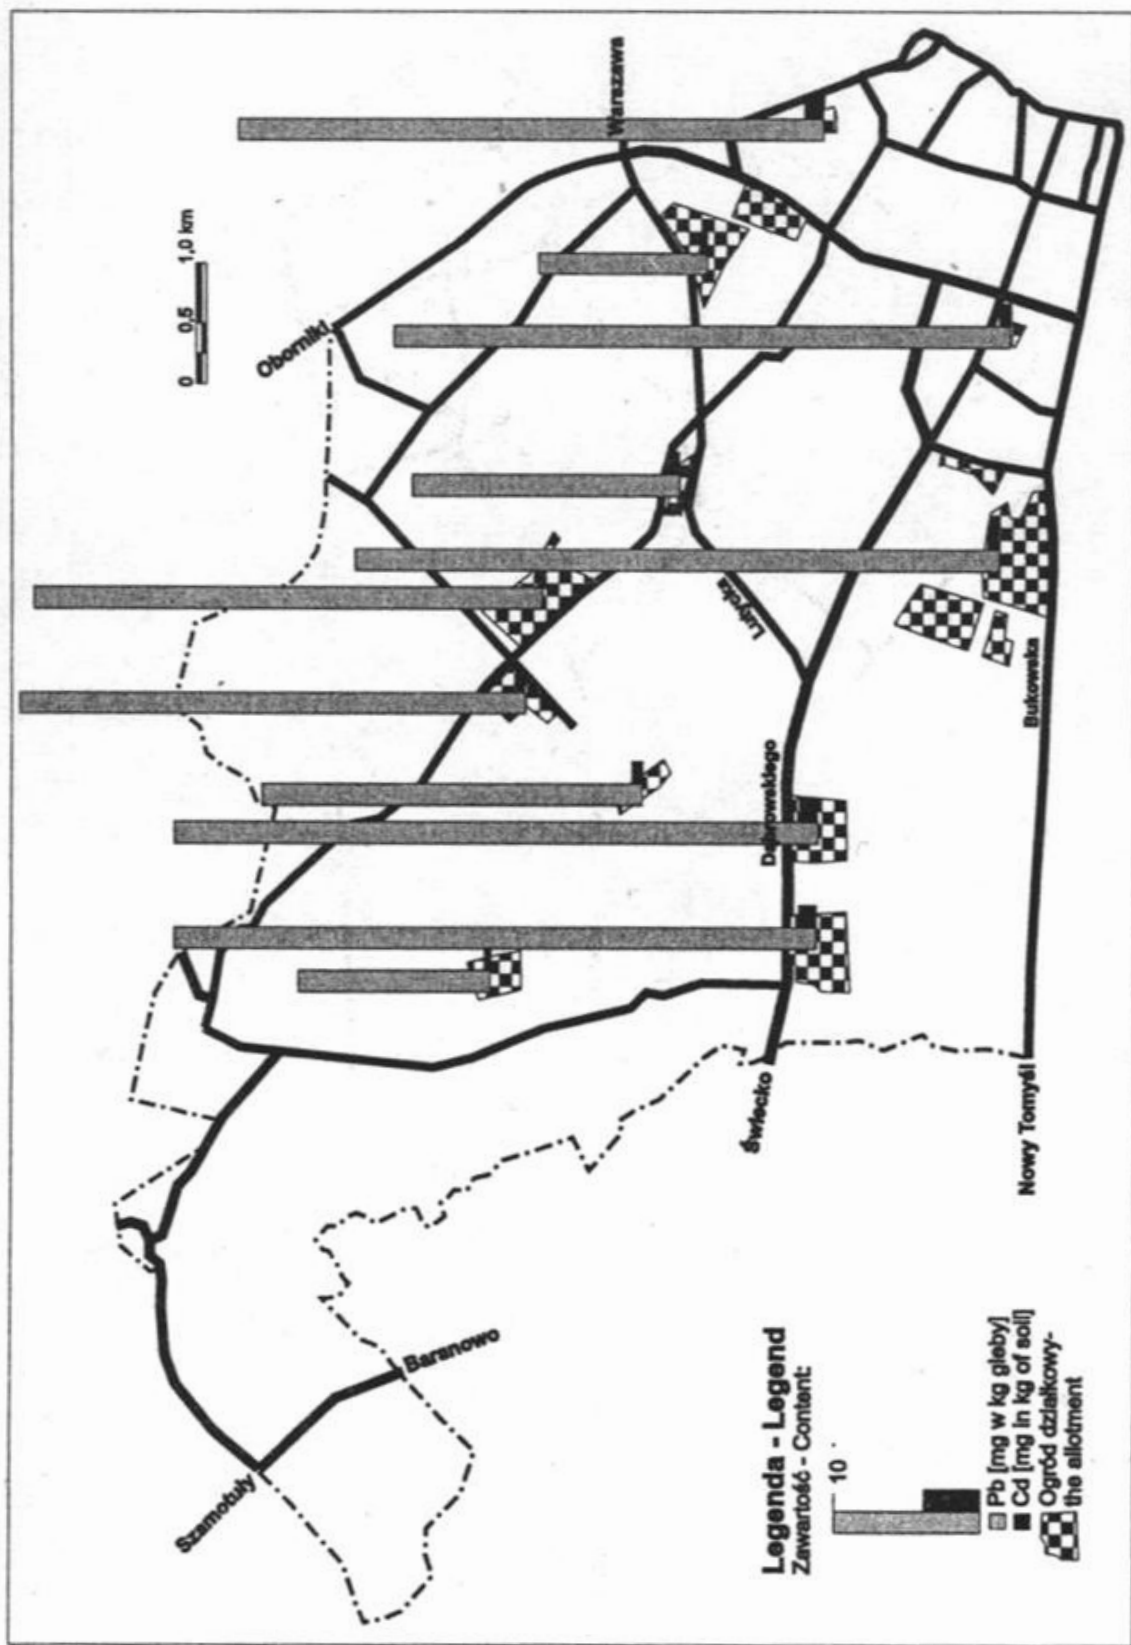 Warszawa
0 0,5 1,0 km
Oborniki
Lutycka
Bukowska
Dąbrowskiego
Świecko
Nowy Tomyśl
Baranowo
Szamotuły
Legenda - Legend
Zawartość - Content:
10
Pb [mg w kg gleby]
Cd [mg in kg of soil]
Ogród działkowy-
the allotment